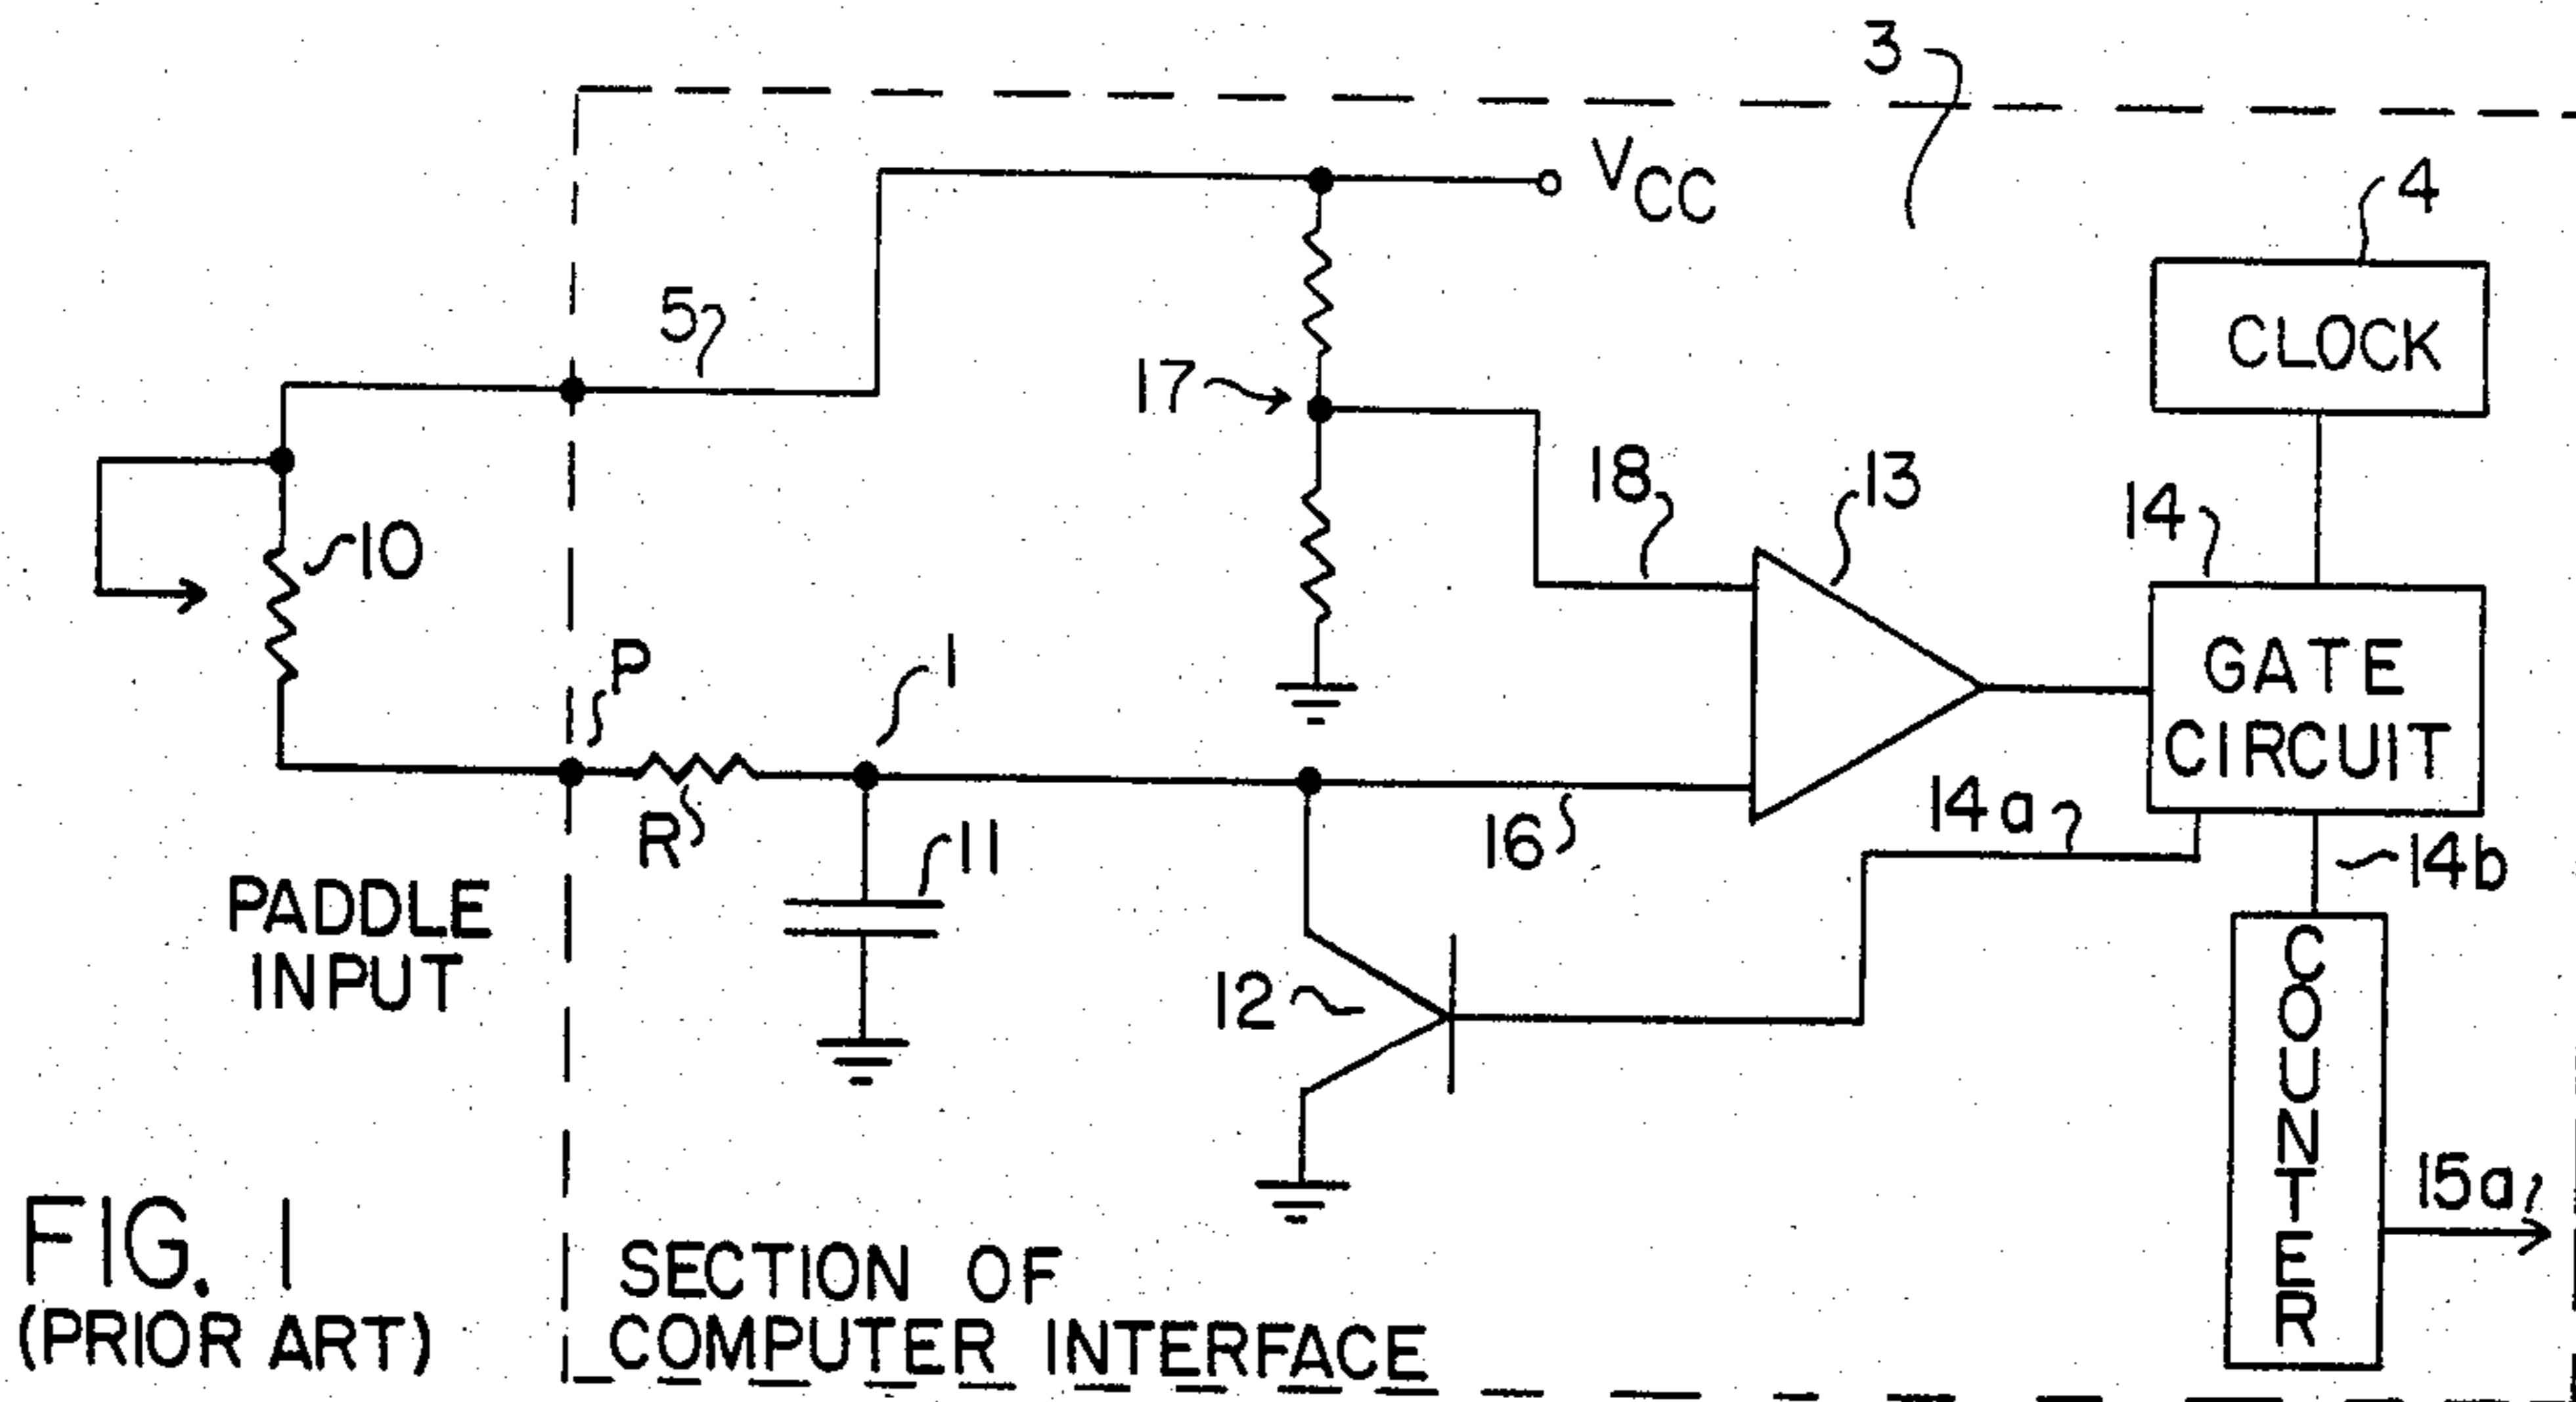 3
VCC
4
CLOCK
5
17
18
13
14
10
GATE
CIRCUIT
P
1
R
16
14a
14b
11
PADDLE
INPUT
12
COUNTER
15a
FIG. 1
(PRIOR ART)
SECTION OF
COMPUTER INTERFACE